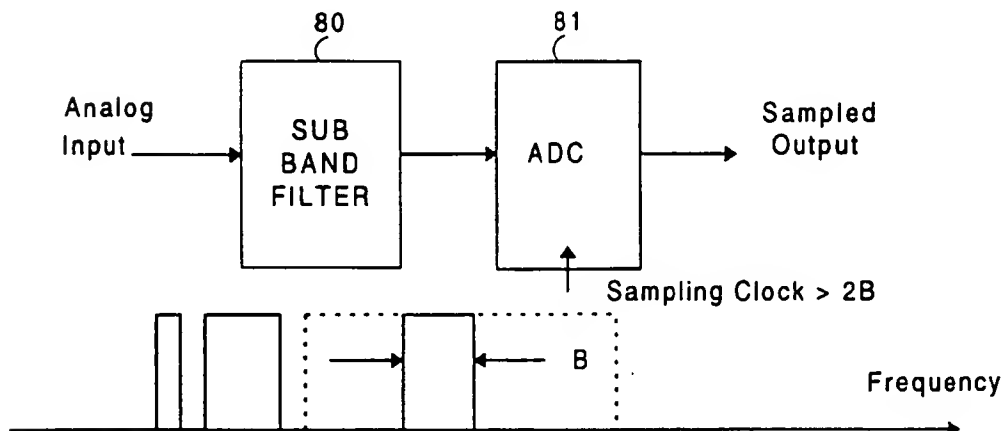 80
81
Analog
Input
SUB
BAND
FILTER
ADC
Sampled
Output
Sampling Clock > 2B
B
Frequency